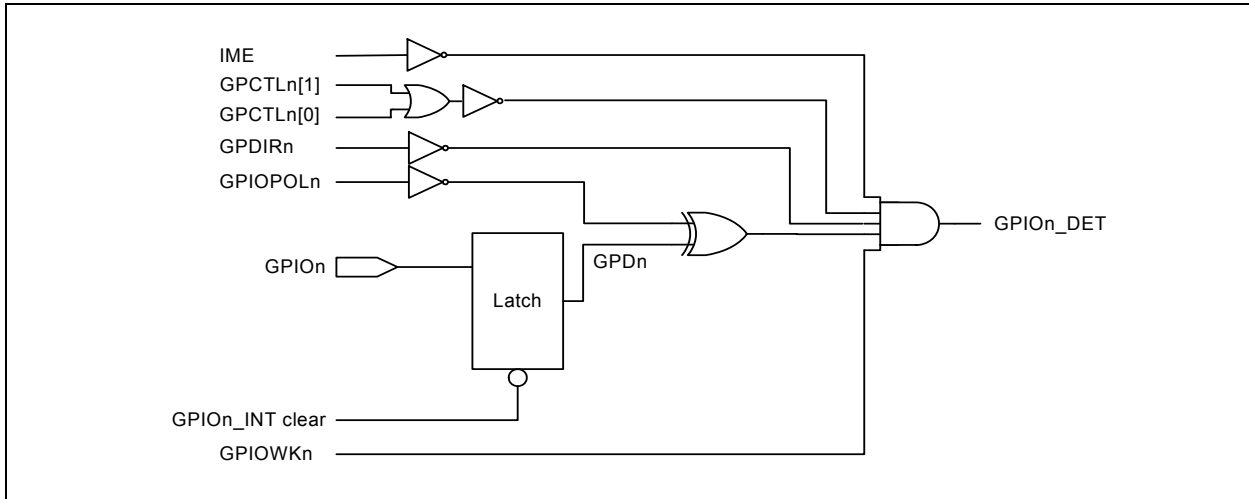 IME
GPCTLn[1]
GPCTLn[0]
GPDIRn
GPIOPOLn
GPIOn_DET
GPIOn
GPDn
Latch
GPIOn_INT clear
GPIOWKn